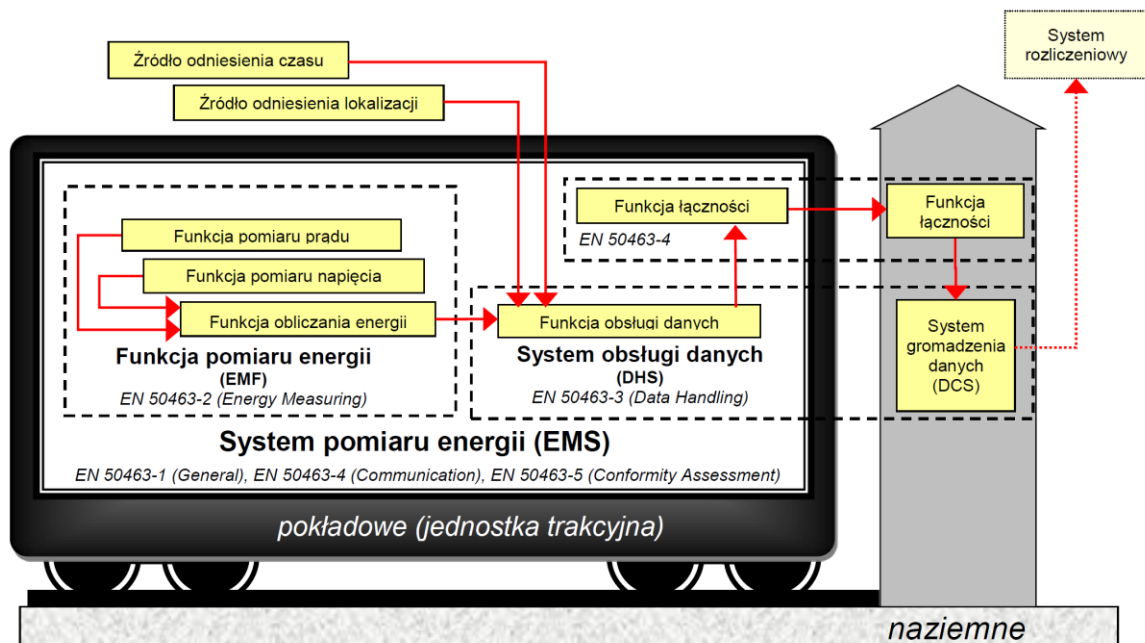 Źródło odniesienia czasu
Źródło odniesienia lokalizacji
System
rozliczeniowy
Funkcja pomiaru prądu
Funkcja pomiaru napięcia
Funkcja obliczania energii
Funkcja pomiaru energii
(EMF)
EN 50463-2 (Energy Measuring)
Funkcja łączności
EN 50463-4
Funkcja
łączności
Funkcja obsługi danych
System obsługi danych
(DHS)
EN 50463-3 (Data Handling)
System
gromadzenia
danych
(DCS)
System pomiaru energii (EMS)
EN 50463-1 (General), EN 50463-4 (Communication), EN 50463-5 (Conformity Assessment)
pokładowe (jednostka trakcyjna)
naziemne